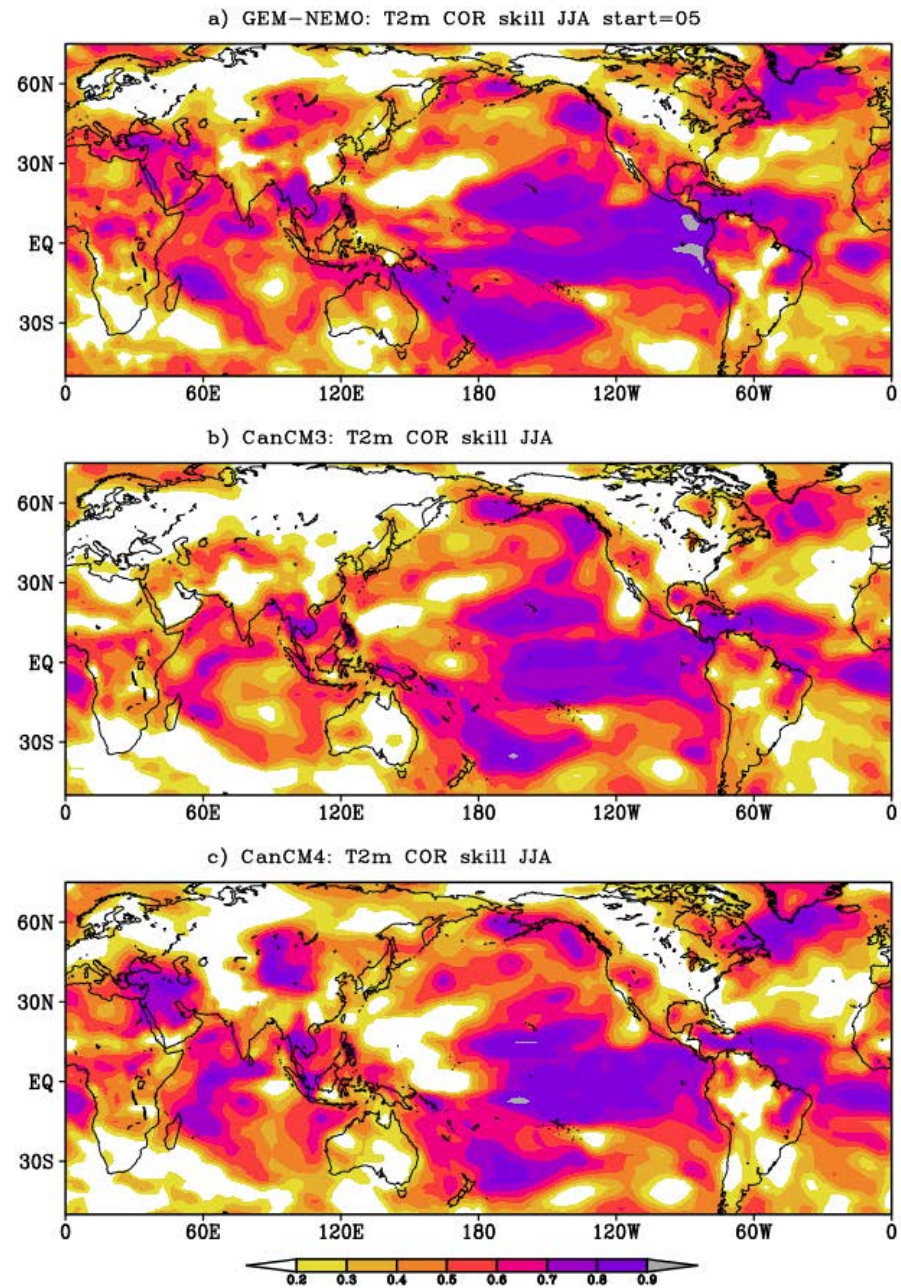 a) GEM−NEMO: T2m COR skill JJA start=05
60N
30N
EQ
30S
0 60E 120E 180 120W 60W 0
b) CanCM3: T2m COR skill JJA
60N
30N
EQ
30S
0 60E 120E 180 120W 60W 0
c) CanCM4: T2m COR skill JJA
60N
30N
EQ
30S
0 60E 120E 180 120W 60W 0
0.2 0.3 0.4 0.5 0.6 0.7 0.8 0.9